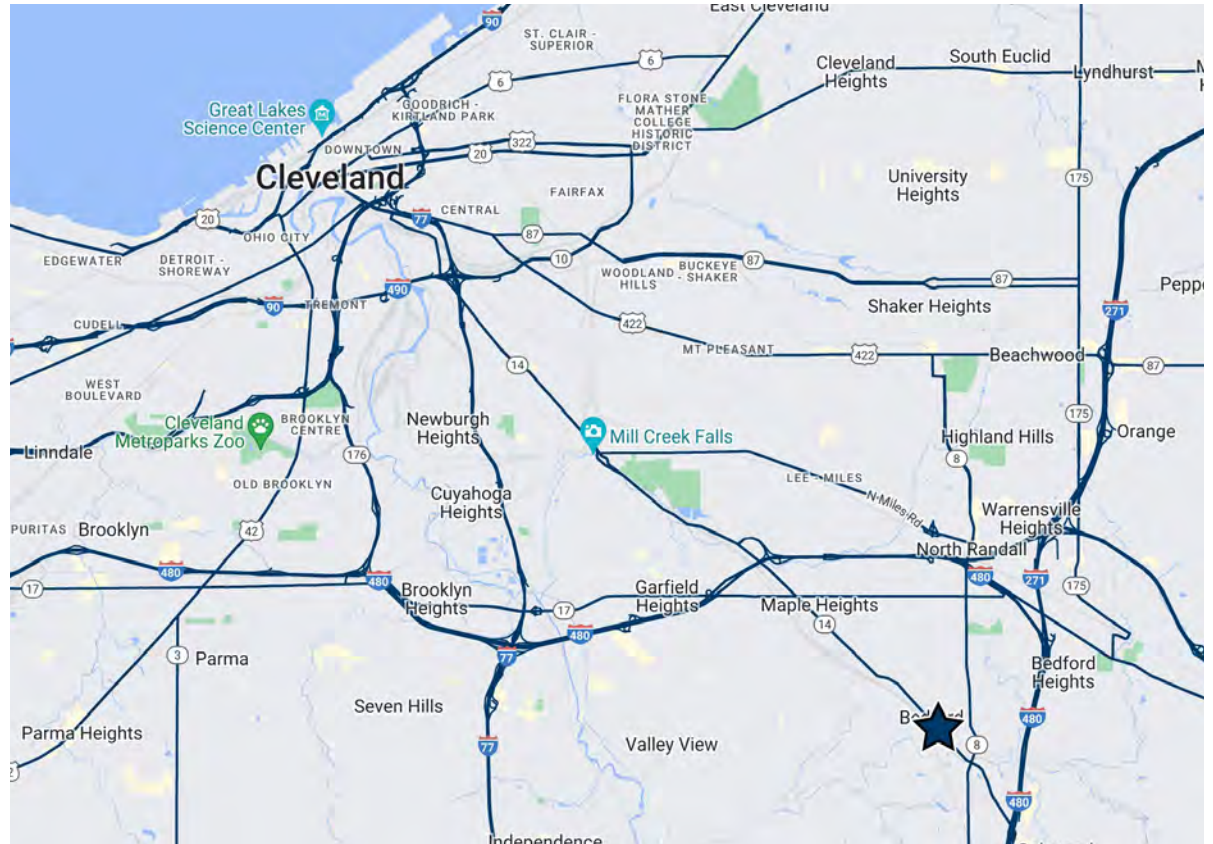 East Cleveland
90
ST. CLAIR -
SUPERIOR
6
Cleveland
Heights
South Euclid
Lyndhurst
6
GOODRICH -
KIRTLAND PARK
Great Lakes
Science Center
FLORA STONE
MATHER
COLLEGE
HISTORIC
DISTRICT
DOWNTOWN
322
20
Cleveland
University
Heights
175
FAIRFAX
CENTRAL
20
77
OHIO CITY
87
EDGEWATER
DETROIT -
SHOREWAY
10
WOODLAND
HILLS
BUCKEYE
- SHAKER
87
87
490
90
TREMONT
Shaker Heights
271
CUDELL
422
MT PLEASANT
422
Beachwood
87
14
WEST
BOULEVARD
BROOKLYN
CENTRE
Cleveland
Metroparks Zoo
Newburgh
Heights
175
Mill Creek Falls
Highland Hills
Orange
Linndale
176
8
OLD BROOKLYN
LEE - MILES
Cuyahoga
Heights
N Miles Rd
Warrensville
Heights
PURITAS
Brooklyn
42
North Randall
480
480
480
271
175
17
Brooklyn
Heights
17
Garfield
Heights
Maple Heights
14
480
77
3
Parma
Bedford
Heights
Seven Hills
480
Parma Heights
77
Valley View
8
480
Independence